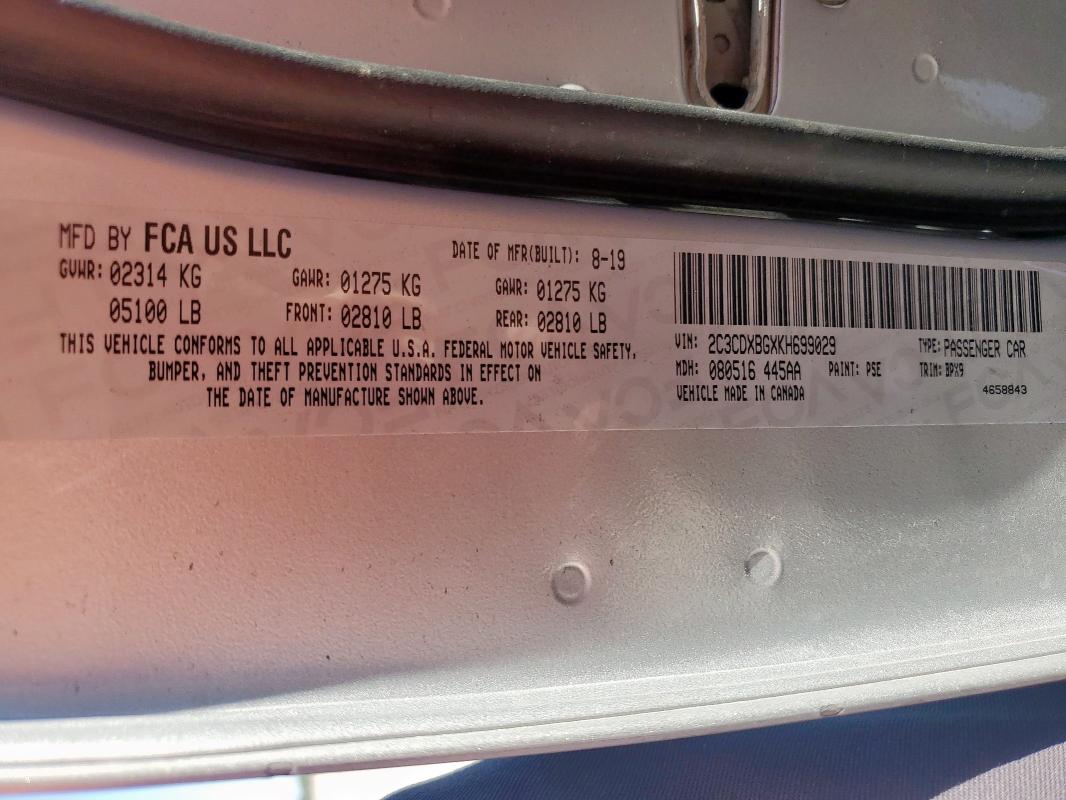 MFD BY FCA US LLC
DATE OF MFR(BUILT): 8-19
GVWR: 02314 KG GAWR: 01275 KG GAWR: 01275 KG
05100 LB FRONT: 02810 LB REAR: 02810 LB
THIS VEHICLE CONFORMS TO ALL APPLICABLE U.S.A. FEDERAL MOTOR VEHICLE SAFETY,
BUMPER, AND THEFT PREVENTION STANDARDS IN EFFECT ON
THE DATE OF MANUFACTURE SHOWN ABOVE.
VIN: 2C3CDXBGXKH699029 TYPE: PASSENGER CAR
MDH: 080516 445AA PAINT: PSE TRIM: BPX9
VEHICLE MADE IN CANADA 4658843